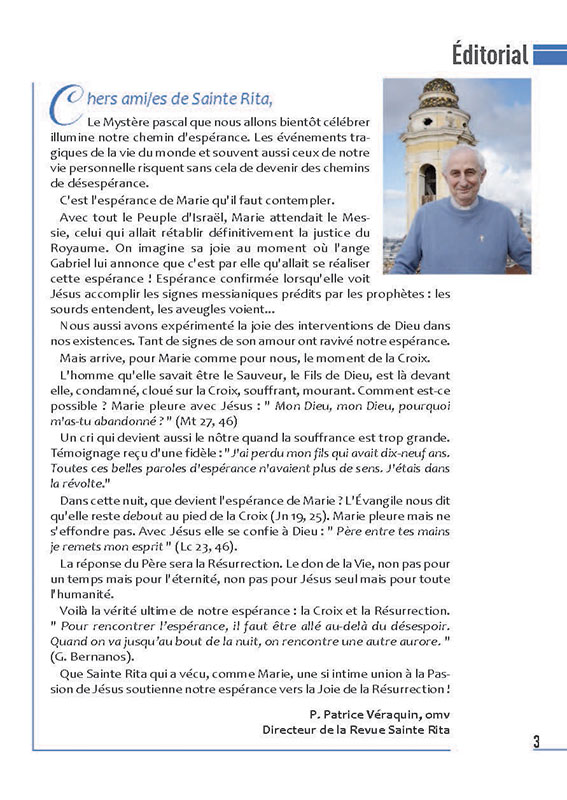 Éditorial
Chers ami/es de Sainte Rita,
Le Mystère pascal que nous allons bientôt célébrer
illumine notre chemin d'espérance. Les événements tra-
giques de la vie du monde et souvent aussi ceux de notre
vie personnelle risquent sans cela de devenir des chemins
de désespérance.
C'est l'espérance de Marie qu'il faut contempler.
Avec tout le Peuple d'Israël, Marie attendait le Mes-
sie, celui qui allait rétablir définitivement la justice du
Royaume. On imagine sa joie au moment où l'ange
Gabriel lui annonce que c'est par elle qu'allait se réaliser
cette espérance ! Espérance confirmée lorsqu'elle voit
Jésus accomplir les signes messianiques prédits par les prophètes : les
sourds entendent, les aveugles voient...
Nous aussi avons expérimenté la joie des interventions de Dieu dans
nos existences. Tant de signes de son amour ont ravivé notre espérance.
Mais arrive, pour Marie comme pour nous, le moment de la Croix.
L'homme qu'elle savait être le Sauveur, le Fils de Dieu, est là devant
elle, condamné, cloué sur la Croix, souffrant, mourant. Comment est-ce
possible ? Marie pleure avec Jésus : " Mon Dieu, mon Dieu, pourquoi
m'as-tu abandonné ? " (Mt 27, 46)
Un cri qui devient aussi le nôtre quand la souffrance est trop grande.
Témoignage reçu d'une fidèle : "J'ai perdu mon fils qui avait dix-neuf ans.
Toutes ces belles paroles d'espérance n'avaient plus de sens. J'étais dans
la révolte."
Dans cette nuit, que devient l'espérance de Marie ? L'Évangile nous dit
qu'elle reste debout au pied de la Croix (Jn 19, 25). Marie pleure mais ne
s'effondre pas. Avec Jésus elle se confie à Dieu : " Père entre tes mains
je remets mon esprit " (Lc 23, 46).
La réponse du Père sera la Résurrection. Le don de la Vie, non pas pour
un temps mais pour l'éternité, non pas pour Jésus seul mais pour toute
l'humanité.
Voilà la vérité ultime de notre espérance : la Croix et la Résurrection.
" Pour rencontrer l'espérance, il faut être allé au-delà du désespoir.
Quand on va jusqu'au bout de la nuit, on rencontre une autre aurore. "
(G. Bernanos).
Que Sainte Rita qui a vécu, comme Marie, une si intime union à la Pas-
sion de Jésus soutienne notre espérance vers la Joie de la Résurrection !
P. Patrice Véraquin, omv
Directeur de la Revue Sainte Rita
3